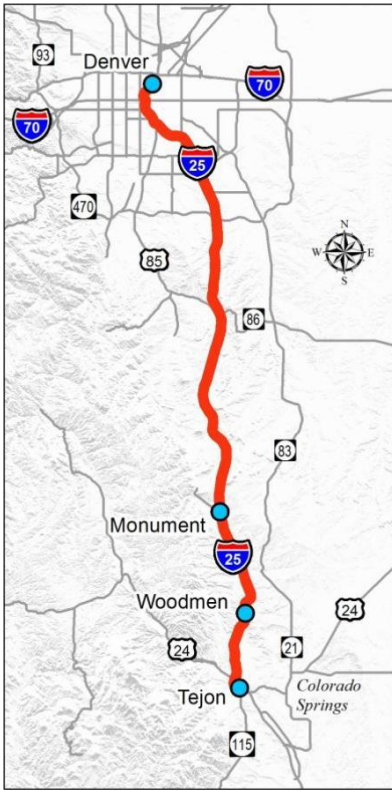 93
Denver
70
70
25
470
N
W E
S
85
86
83
Monument
25
Woodmen
24
24
21
Colorado
Springs
Tejon
115